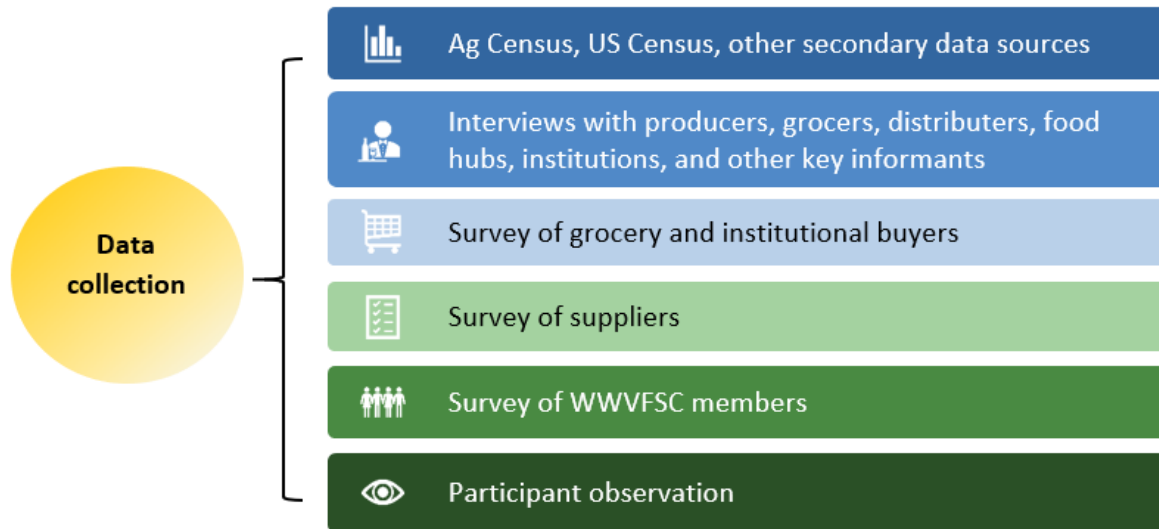 Data
collection
Ag Census, US Census, other secondary data sources
Interviews with producers, grocers, distributers, food
hubs, institutions, and other key informants
Survey of grocery and institutional buyers
Survey of suppliers
Survey of WWVFSC members
Participant observation